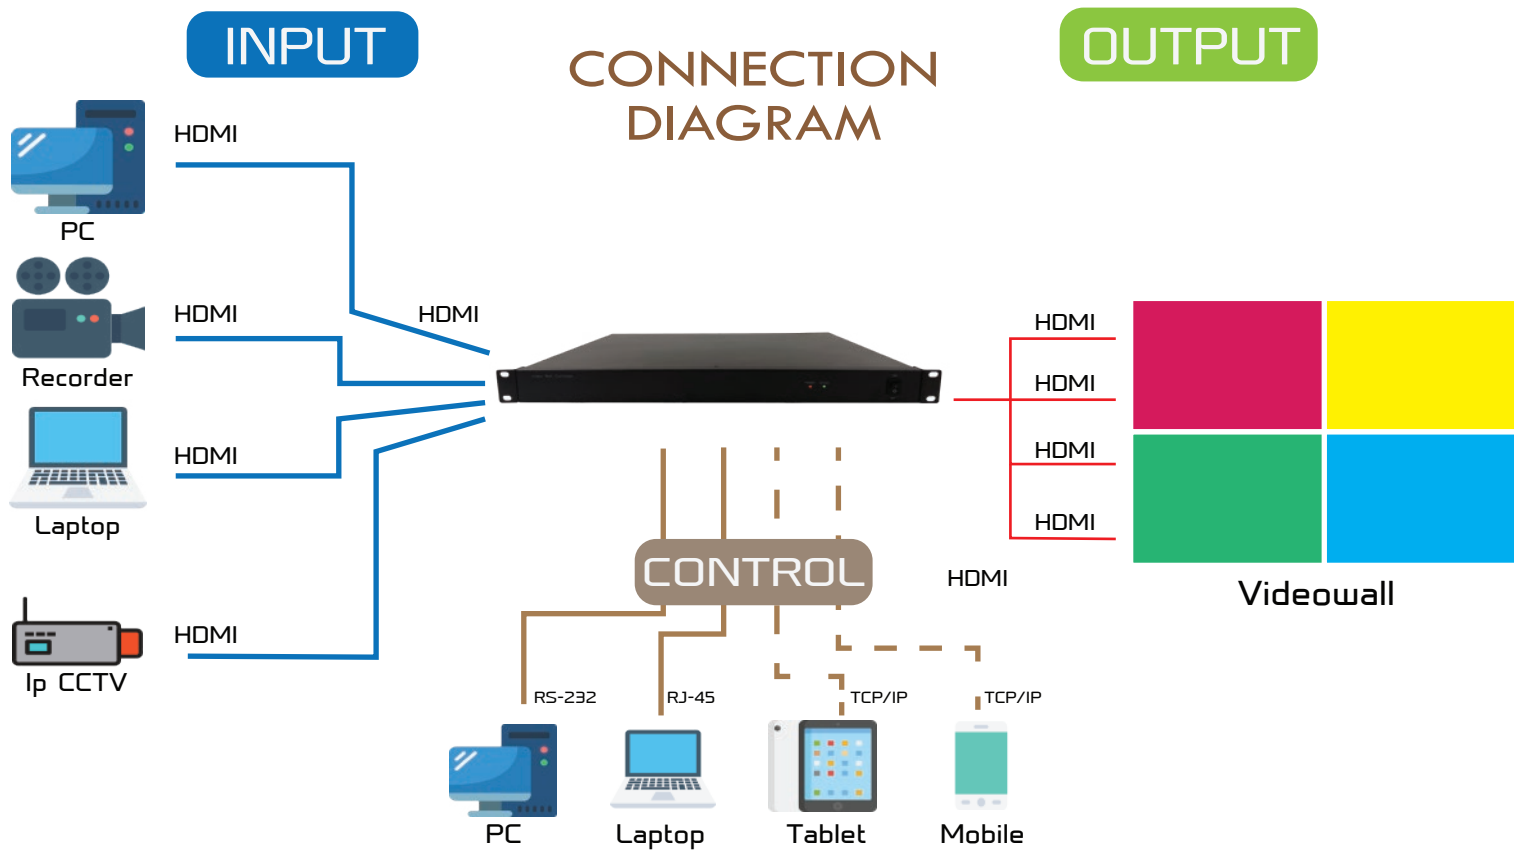 INPUT
CONNECTION
DIAGRAM
OUTPUT
HDMI
PC
HDMI
Recorder
HDMI
Laptop
HDMI
Ip CCTV
HDMI
HDMI
HDMI
HDMI
HDMI
Videowall
CONTROL
HDMI
RS-232
RJ-45
TCP/IP
TCP/IP
PC
Laptop
Tablet
Mobile